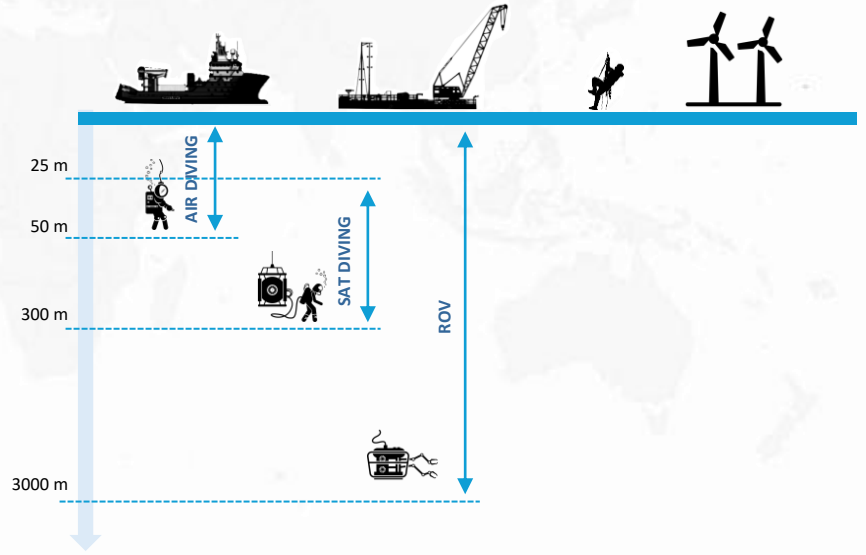 25 m
AIR DIVING
50 m
SAT DIVING
300 m
ROV
3000 m